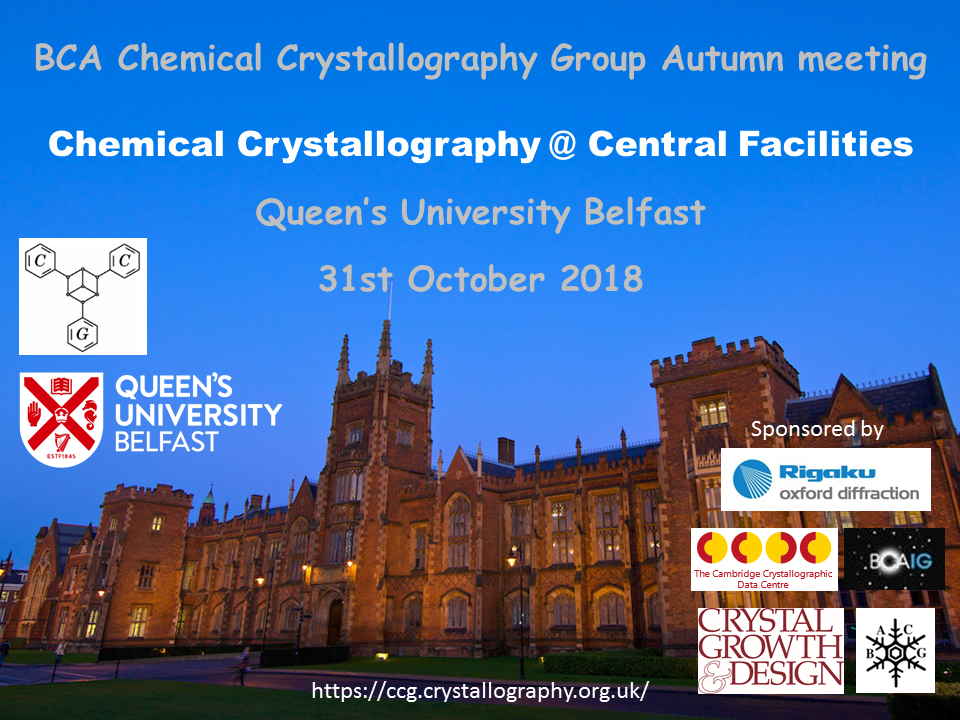 BCA Chemical Crystallography Group Autumn meeting
Chemical Crystallography @ Central Facilities
Queen's University Belfast
31st October 2018
C C
G
QUEEN'S
UNIVERSITY
BELFAST
ESTD1845
Sponsored by
Rigaku
oxford diffraction
CCDC
The Cambridge Crystallographic
Data Centre
BCAIG
CRYSTAL
GROWTH
&DESIGN
A C
B G
https://ccg.crystallography.org.uk/